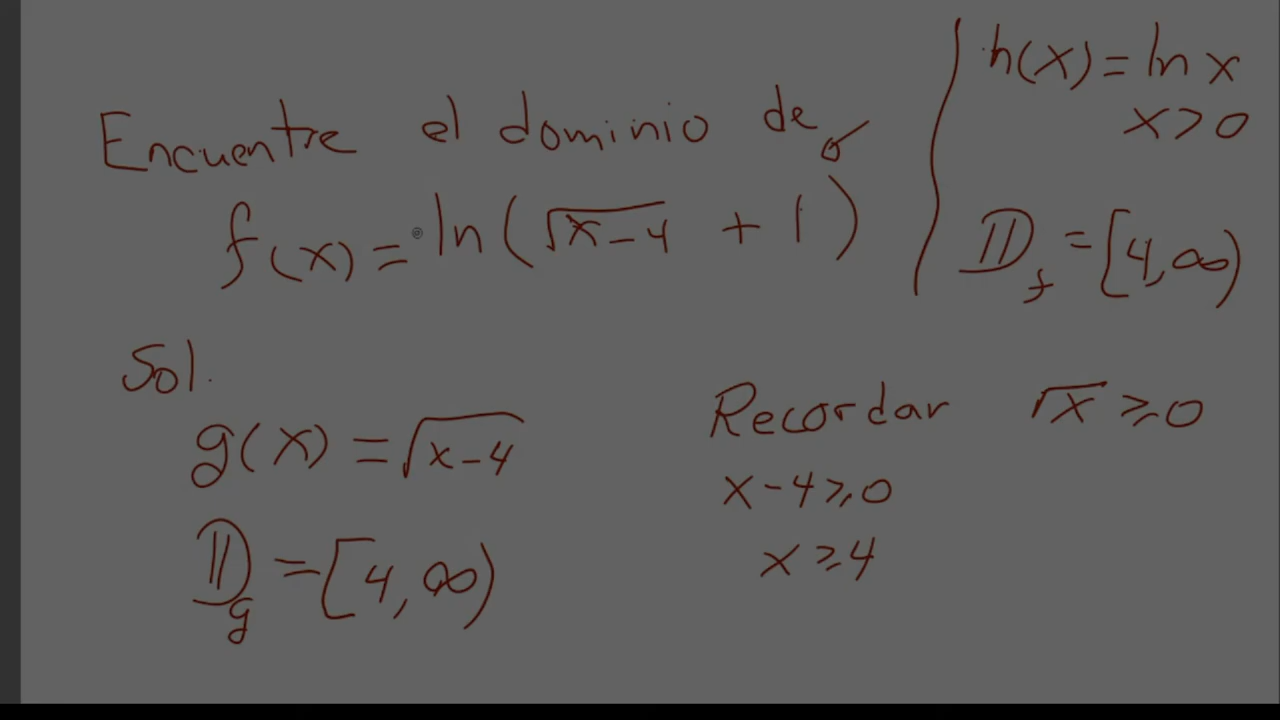 Encuentre el dominio de
f(x) = ln(√x-4 + 1)
Sol.
g(x) = √x-4
D_g = [4, ∞)
h(x) = ln x
x > 0
D_f = [4, ∞)
Recordar √x ≥ 0
x - 4 ≥ 0
x ≥ 4